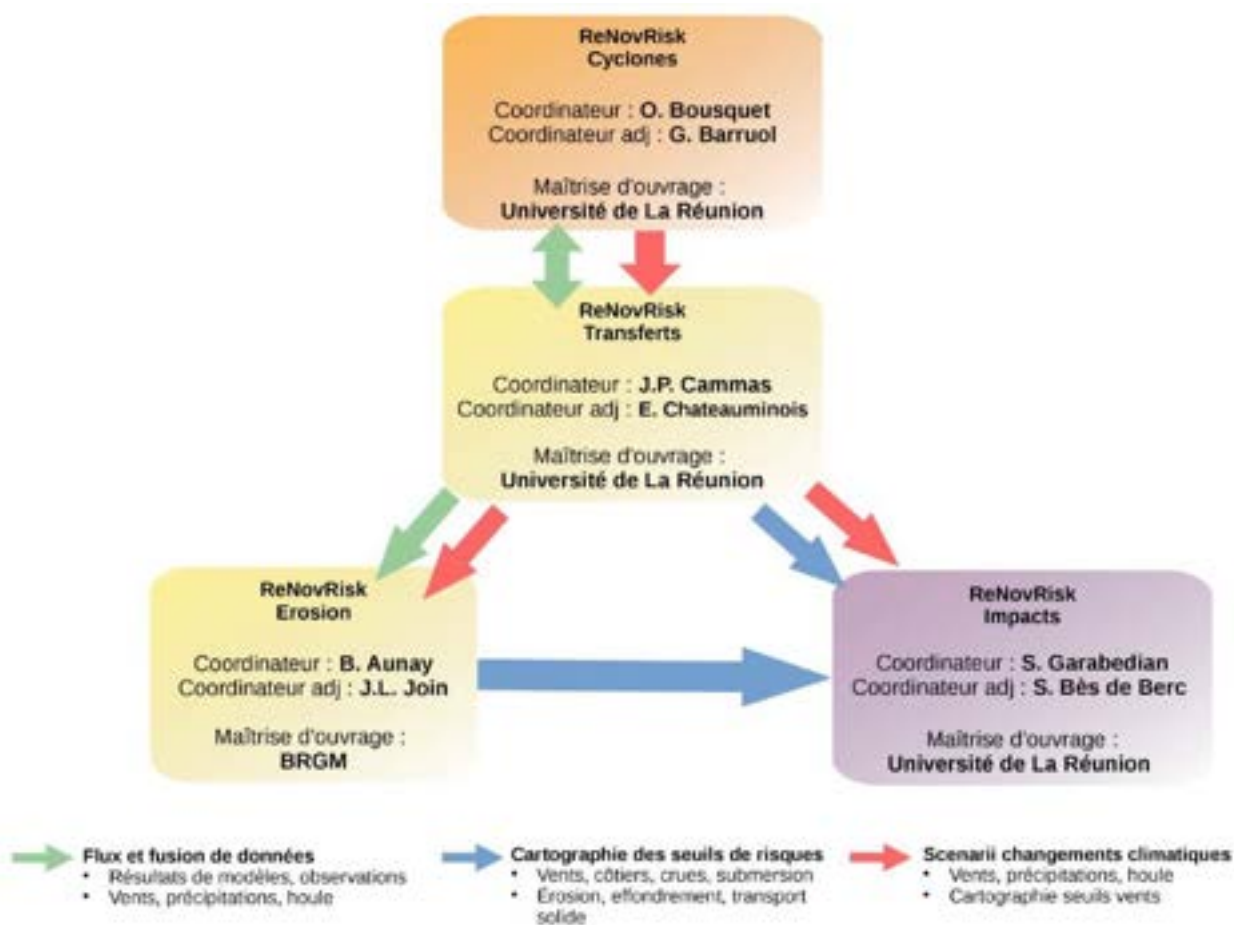 ReNovRisk
Cyclones
Coordinateur : O. Bousquet
Coordinateur adj : G. Barruol
Maîtrise d'ouvrage :
Université de La Réunion
ReNovRisk
Transferts
Coordinateur : J.P. Cammas
Coordinateur adj : E. Chateauminois
Maîtrise d'ouvrage :
Université de La Réunion
ReNovRisk
Erosion
Coordinateur : B. Aunay
Coordinateur adj : J.L. Join
Maîtrise d'ouvrage :
BRGM
ReNovRisk
Impacts
Coordinateur : S. Garabedian
Coordinateur adj : S. Bès de Berc
Maîtrise d'ouvrage :
Université de La Réunion
Flux et fusion de données
• Résultats de modèles, observations
• Vents, précipitations, houle
Cartographie des seuils de risques
• Vents, côtiers, crues, submersion
• Érosion, effondrement, transport
solide
Scenarii changements climatiques
• Vents, précipitations, houle
• Cartographie seuils vents